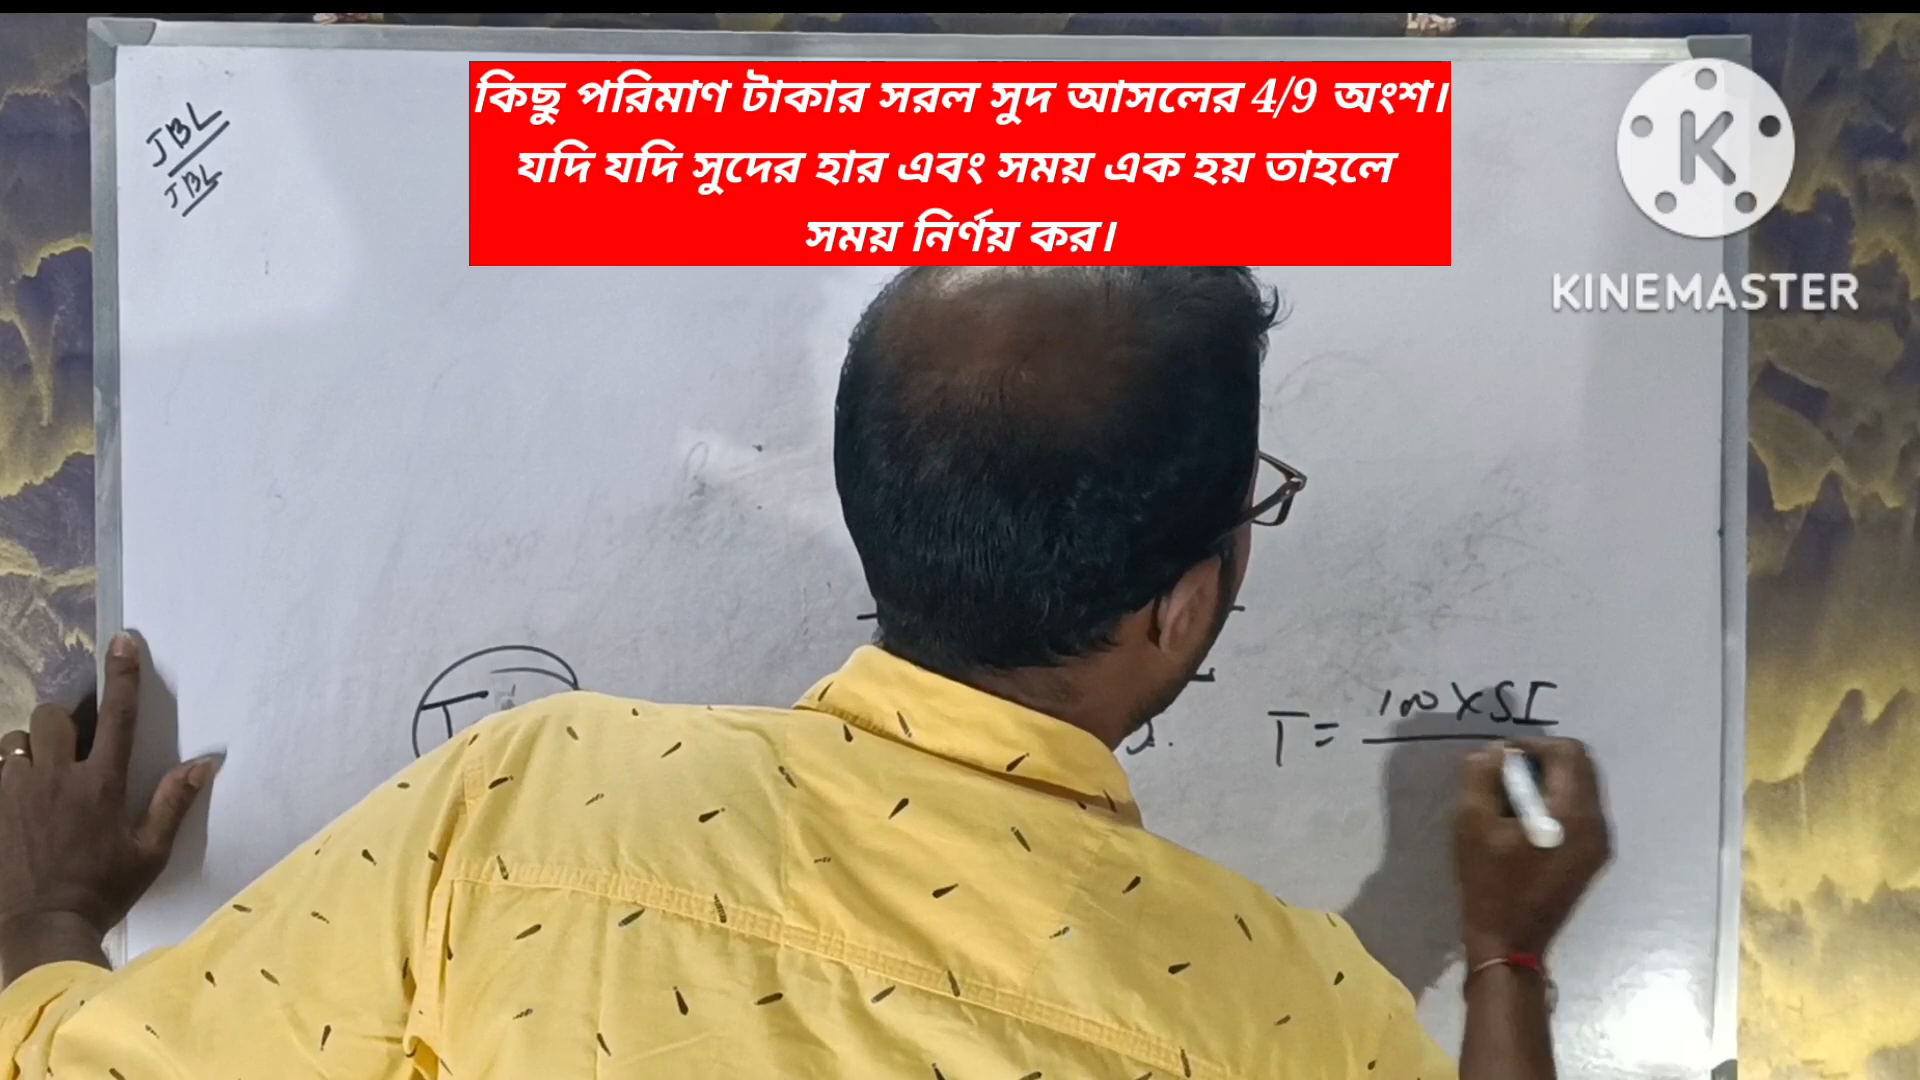 কিছু পরিমাণ টাকার সরল সুদ আসলের 4/9 অংশ।
যদি যদি সুদের হার এবং সময় এক হয় তাহলে
সময় নির্ণয় কর।
JBL
JBL
K
KINEMASTER
T
T = 100 X SI